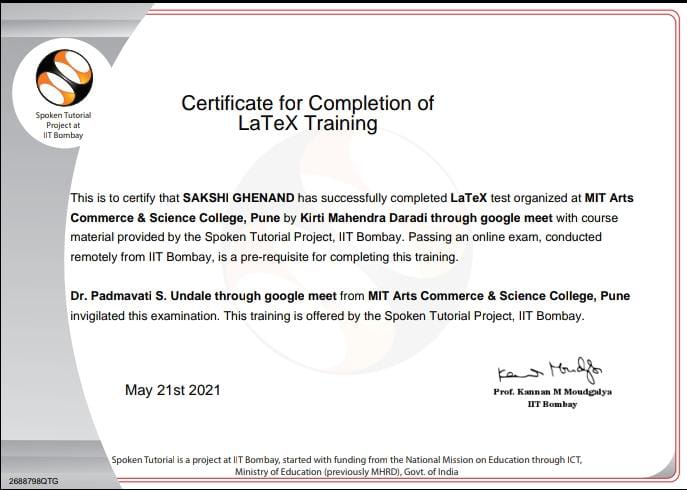 Spoken Tutorial
Project at
IIT Bombay
Certificate for Completion of
LaTeX Training
This is to certify that SAKSHI GHENAND has successfully completed LaTeX test organized at MIT Arts
Commerce & Science College, Pune by Kirti Mahendra Daradi through google meet with course
material provided by the Spoken Tutorial Project, IIT Bombay. Passing an online exam, conducted
remotely from IIT Bombay, is a pre-requisite for completing this training.
Dr. Padmavati S. Undale through google meet from MIT Arts Commerce & Science College, Pune
invigilated this examination. This training is offered by the Spoken Tutorial Project, IIT Bombay.
May 21st 2021
Prof. Kannan M Moudgalya
IIT Bombay
Spoken Tutorial is a project at IIT Bombay, started with funding from the National Mission on Education through ICT,
Ministry of Education (previously MHRD), Govt. of India
2688798QTG